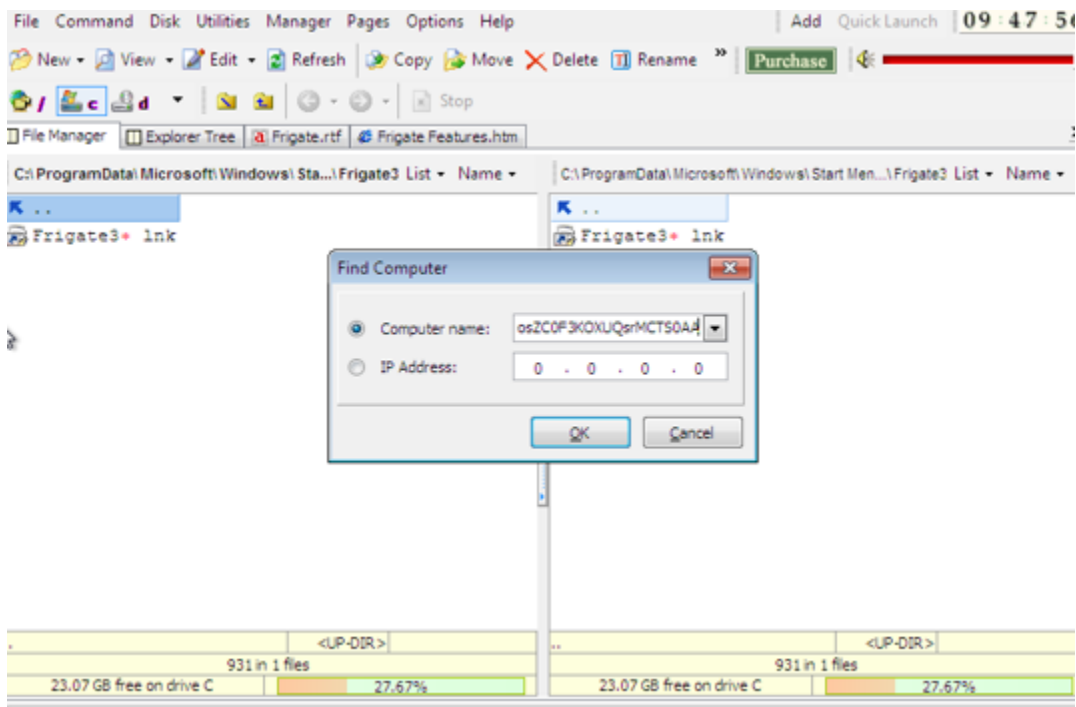 File Command Disk Utilities Manager Pages Options Help Add Quick Launch 09:47:56
New View Edit Refresh Copy Move Delete Rename » Purchase
/ c d Stop
File Manager Explorer Tree Frigate.rtf Frigate Features.htm
C:\ProgramData\Microsoft\Windows\Sta...\Frigate3 List Name C:\ProgramData\Microsoft\Windows\Start Men...\Frigate3 List Name
.. ..
Frigate3* lnk Frigate3* lnk
Find Computer
Computer name: osZC0F3KOXUQsrMCTS0AA
IP Address: 0 . 0 . 0 . 0
OK Cancel
. <UP-DIR> .. <UP-DIR>
931 in 1 files 931 in 1 files
23.07 GB free on drive C 27.67% 23.07 GB free on drive C 27.67%